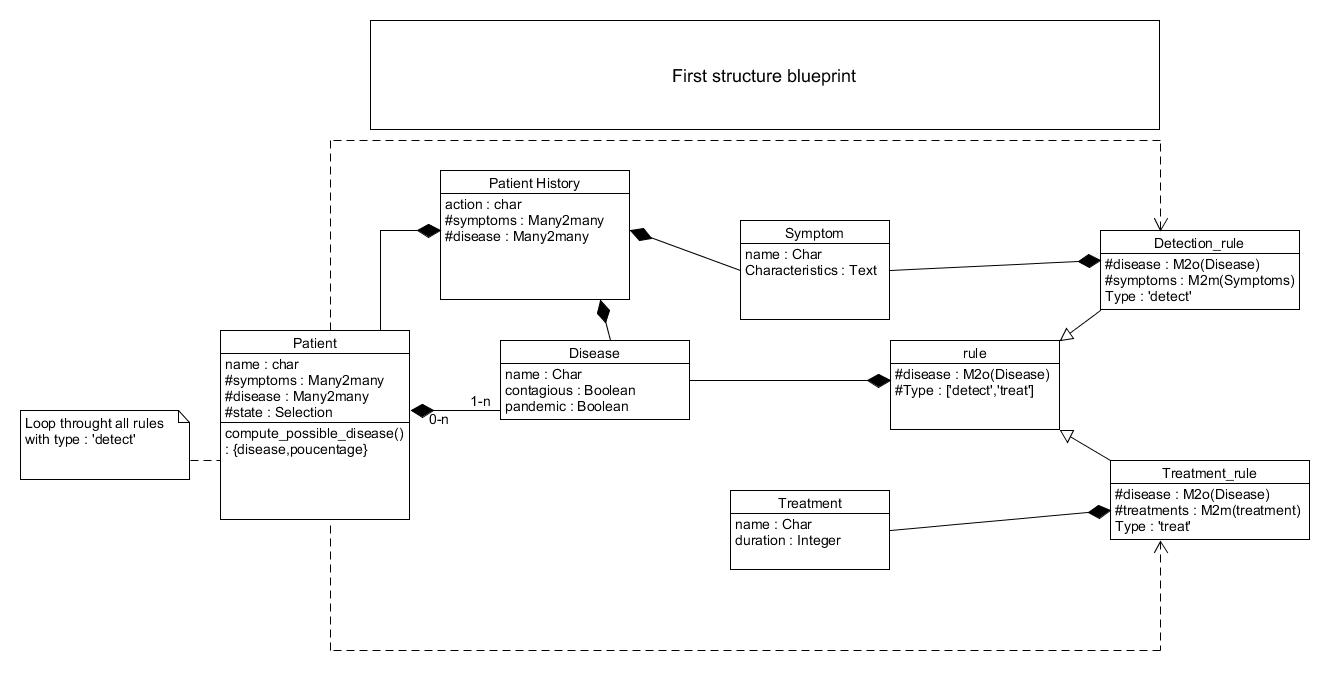 First structure blueprint
Patient History
action : char
#symptoms : Many2many
#disease : Many2many
Symptom
name : Char
Characteristics : Text
Detection_rule
#disease : M2o(Disease)
#symptoms : M2m(Symptoms)
Type : 'detect'
Patient
name : char
#symptoms : Many2many
#disease : Many2many
#state : Selection
compute_possible_disease()
: {disease,poucentage}
0-n
1-n
Disease
name : Char
contagious : Boolean
pandemic : Boolean
rule
#disease : M2o(Disease)
#Type : ['detect','treat']
Loop throught all rules
with type : 'detect'
Treatment
name : Char
duration : Integer
Treatment_rule
#disease : M2o(Disease)
#treatments : M2m(treatment)
Type : 'treat'